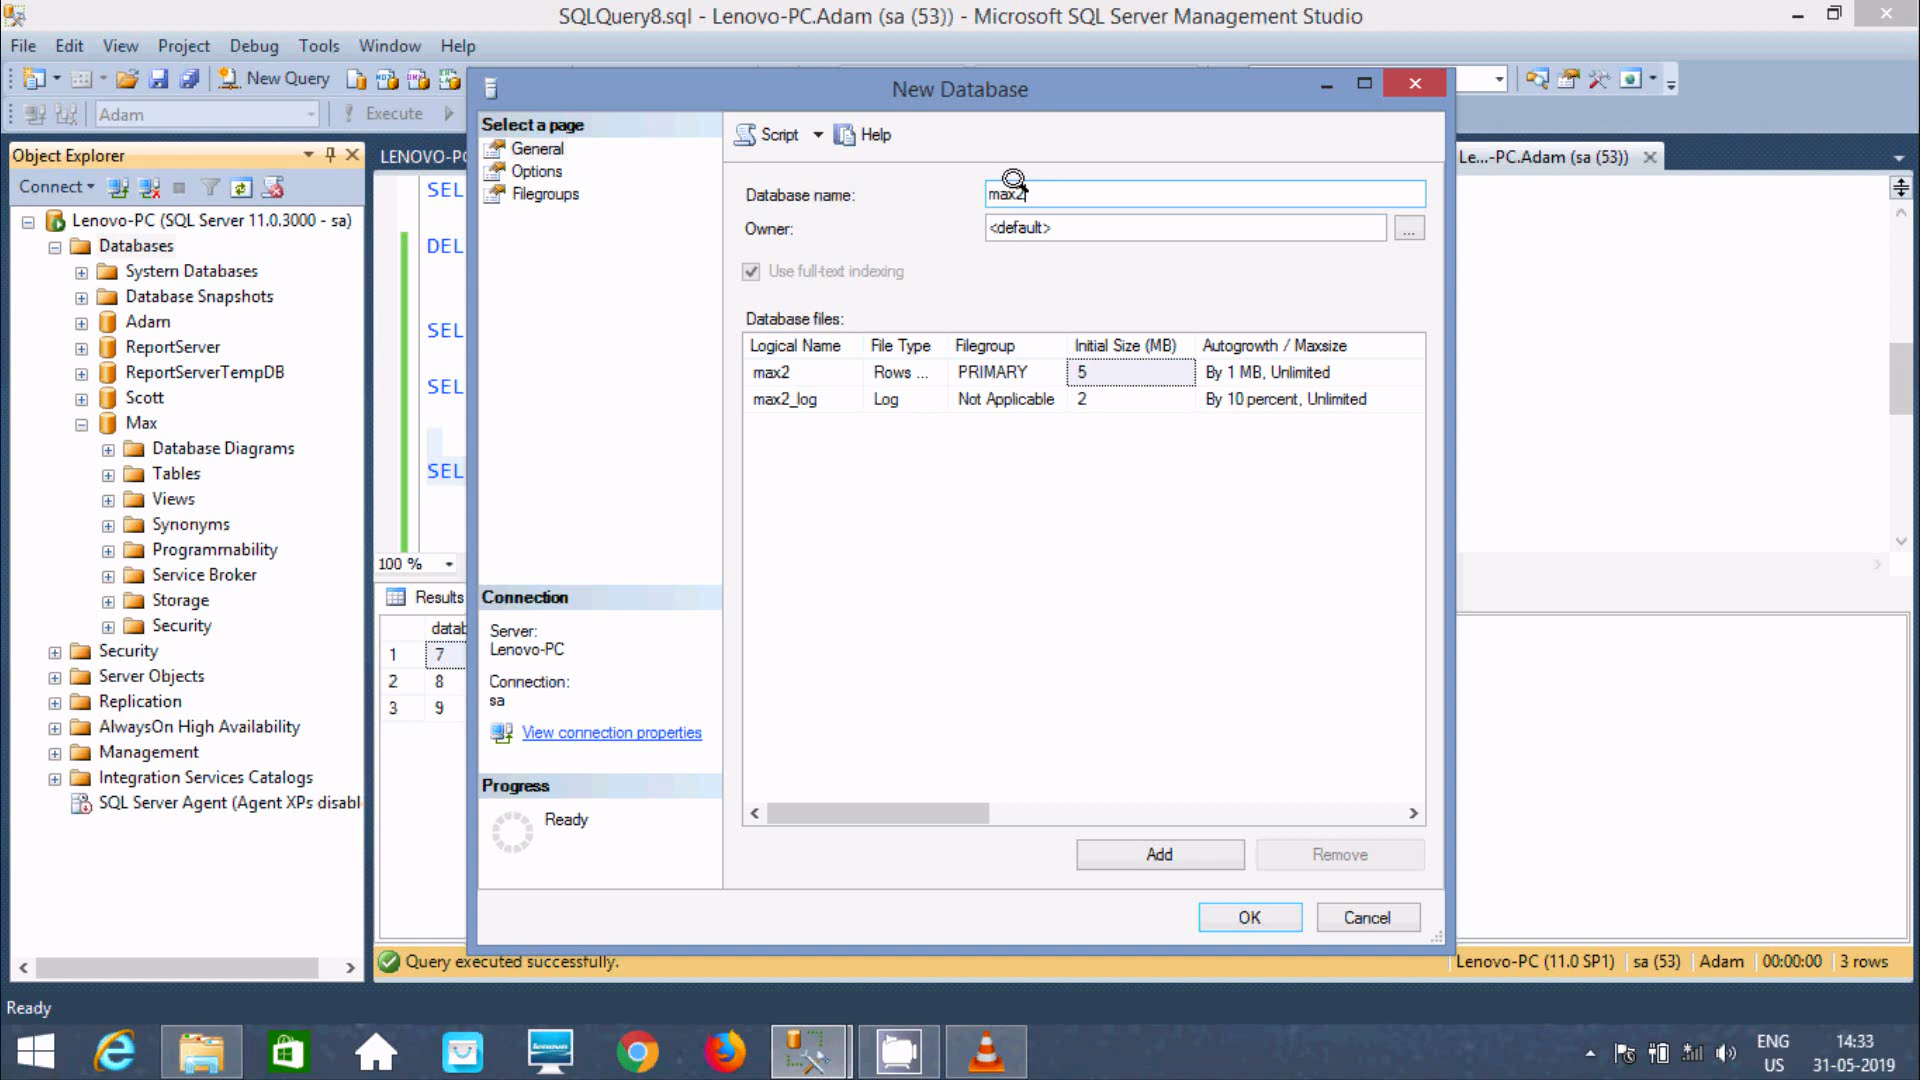 SQLQuery8.sql - Lenovo-PC.Adam (sa (53)) - Microsoft SQL Server Management Studio
File Edit View Project Debug Tools Window Help
New Query
Adam Execute
New Database
Object Explorer
Connect
Lenovo-PC (SQL Server 11.0.3000 - sa)
Databases
System Databases
Database Snapshots
Adam
ReportServer
ReportServerTempDB
Scott
Max
Database Diagrams
Tables
Views
Synonyms
Programmability
Service Broker
Storage
Security
Security
Server Objects
Replication
AlwaysOn High Availability
Management
Integration Services Catalogs
SQL Server Agent (Agent XPs disabl
LENOVO-PC
Le...-PC.Adam (sa (53))
SEL
DEL
SEL
SEL
SEL
100 %
Results
datab
1 7
2 8
3 9
Select a page
General
Options
Filegroups
Connection
Server:
Lenovo-PC
Connection:
sa
View connection properties
Progress
Ready
Script Help
Database name: max2
Owner: <default> ...
Use full-text indexing
Database files:
Logical Name File Type Filegroup Initial Size (MB) Autogrowth / Maxsize
max2 Rows ... PRIMARY 5 By 1 MB, Unlimited
max2_log Log Not Applicable 2 By 10 percent, Unlimited
Add Remove
OK Cancel
Query executed successfully. Lenovo-PC (11.0 SP1) sa (53) Adam 00:00:00 3 rows
Ready
ENG
US
14:33
31-05-2019